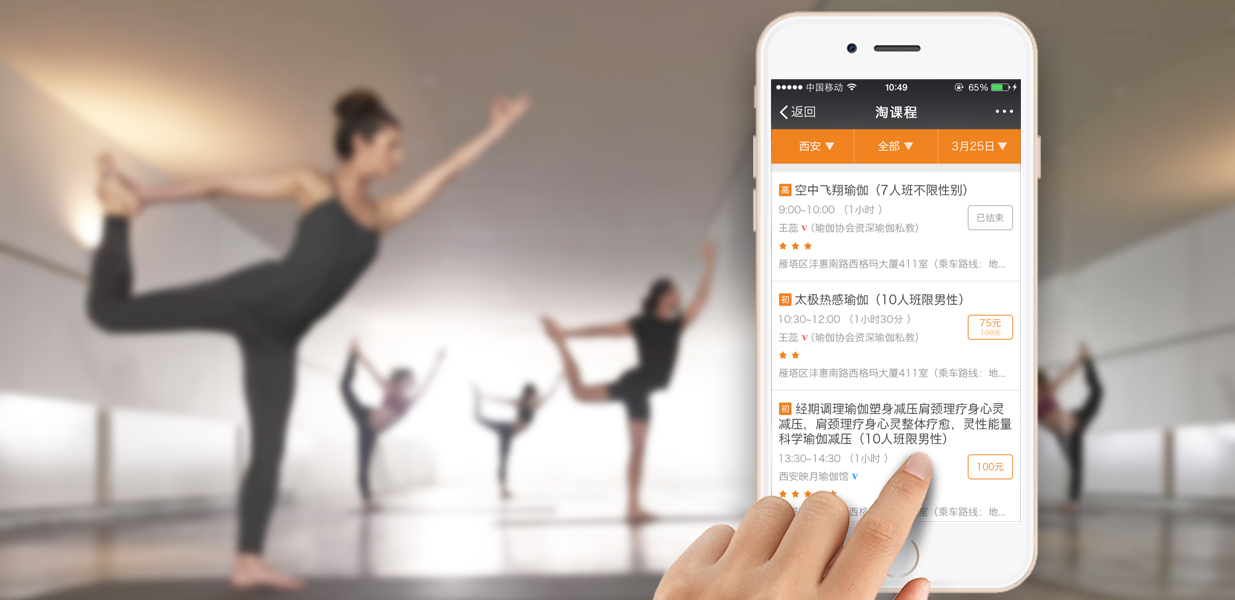 中国移动 10:49 65%
返回 淘课程
西安 ▼ 全部 ▼ 3月25日 ▼
高 空中飞翔瑜伽（7人班不限性别）
9:00~10:00 （1小时 ）
已结束
王蕊 V (瑜伽协会资深瑜伽私教)
★ ★ ★
雁塔区沣惠南路西格玛大厦411室（乘车路线：地...
初 太极热感瑜伽（10人班限男性）
10:30~12:00 （1小时30分 ）
75元
100元
王蕊 V (瑜伽协会资深瑜伽私教)
★ ★
雁塔区沣惠南路西格玛大厦411室（乘车路线：地...
初 经期调理瑜伽塑身减压肩颈理疗身心灵
减压，肩颈理疗身心灵整体疗愈，灵性能量
科学瑜伽减压（10人班限男性）
13:30~14:30 （1小时 ）
100元
西安映月瑜伽馆 V
西格 室（乘车路线：地...